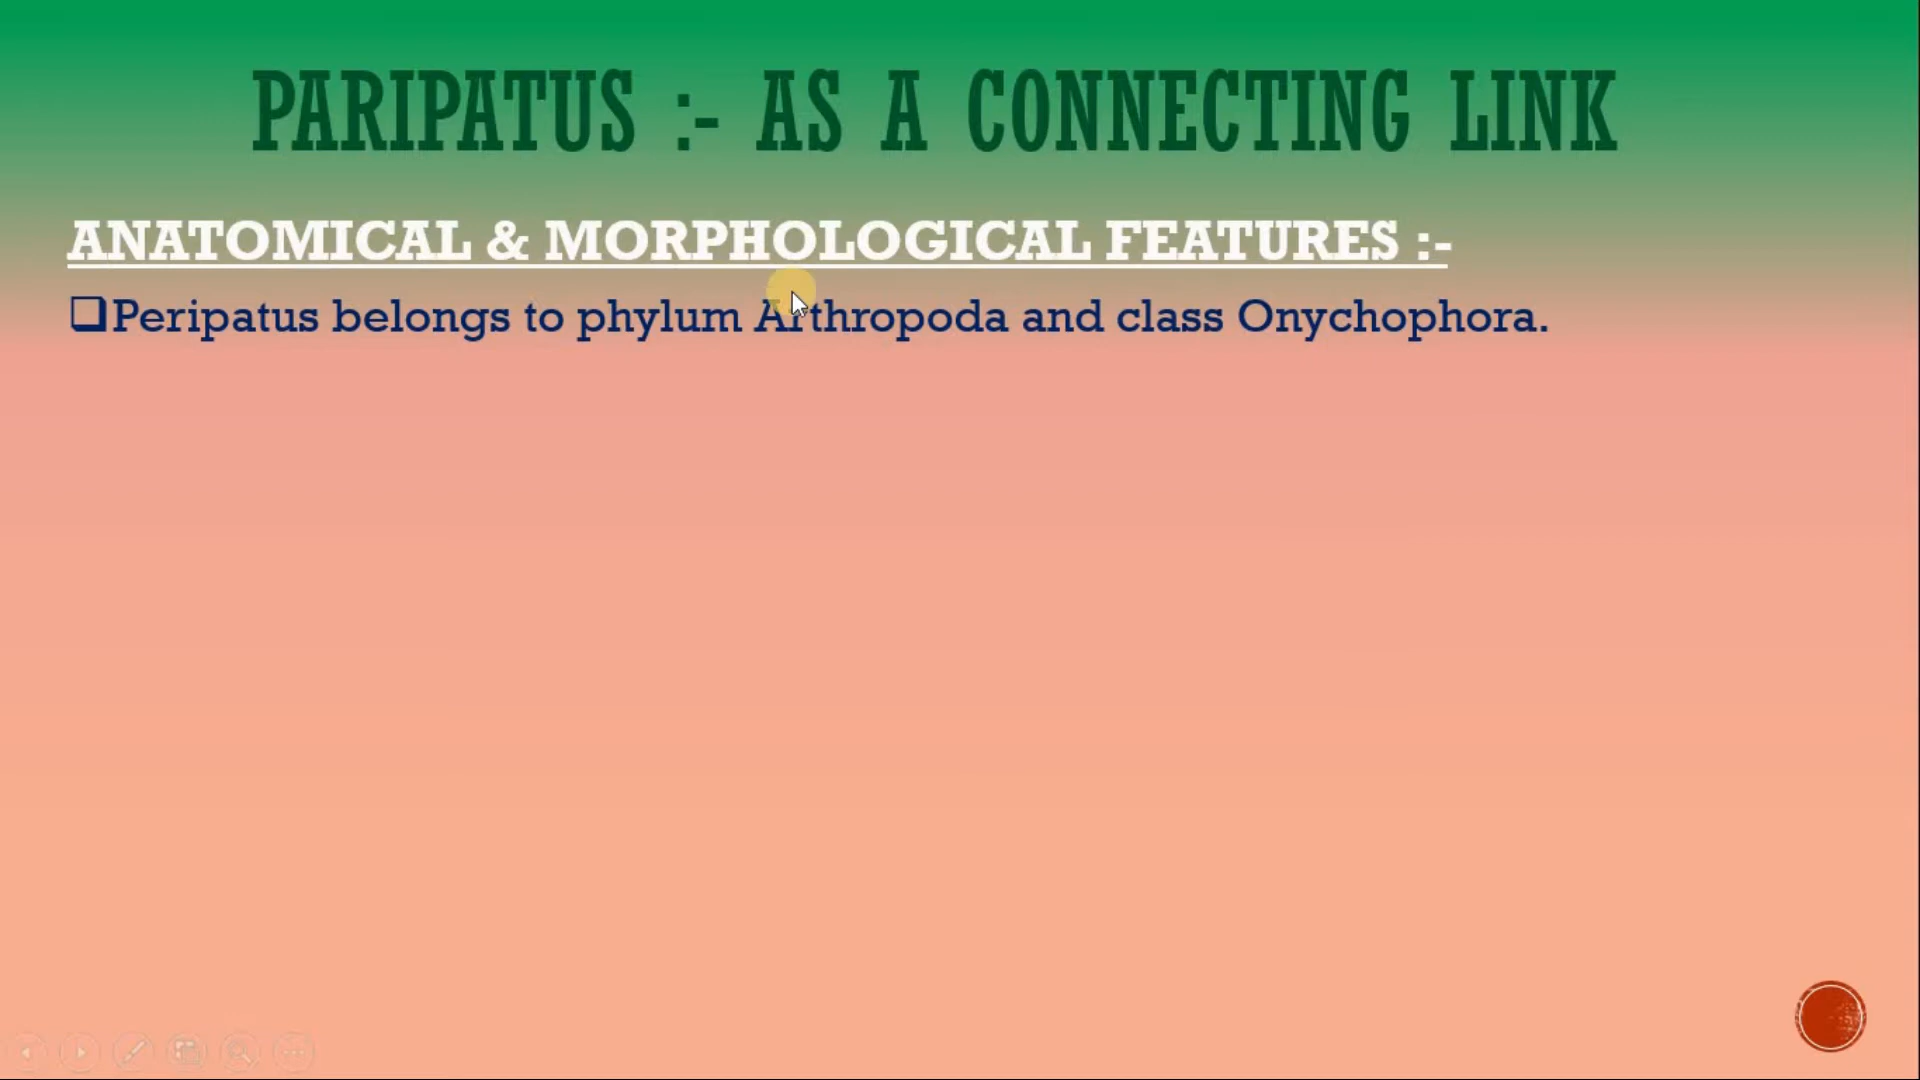 PARIPATUS :- AS A CONNECTING LINK
ANATOMICAL & MORPHOLOGICAL FEATURES :-
❑Peripatus belongs to phylum Arthropoda and class Onychophora.